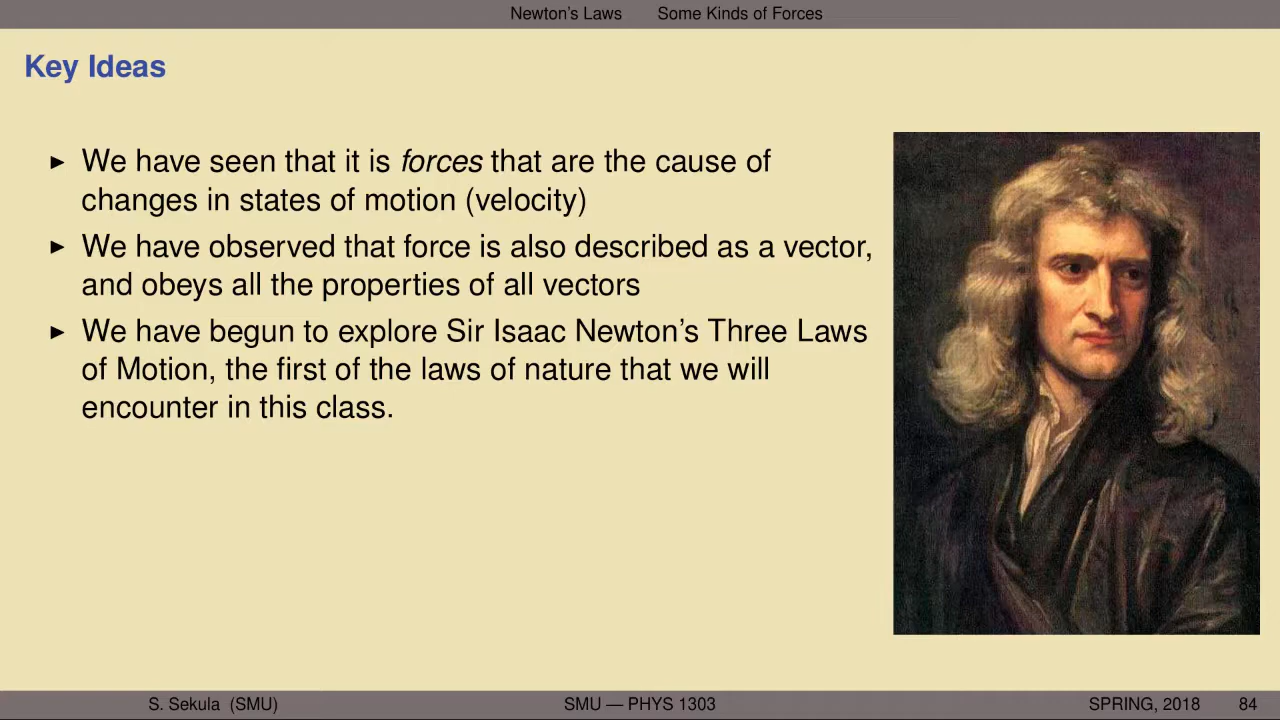 Newton's Laws Some Kinds of Forces
Key Ideas
▶ We have seen that it is forces that are the cause of
changes in states of motion (velocity)
▶ We have observed that force is also described as a vector,
and obeys all the properties of all vectors
▶ We have begun to explore Sir Isaac Newton's Three Laws
of Motion, the first of the laws of nature that we will
encounter in this class.
S. Sekula (SMU) SMU — PHYS 1303 SPRING, 2018 84